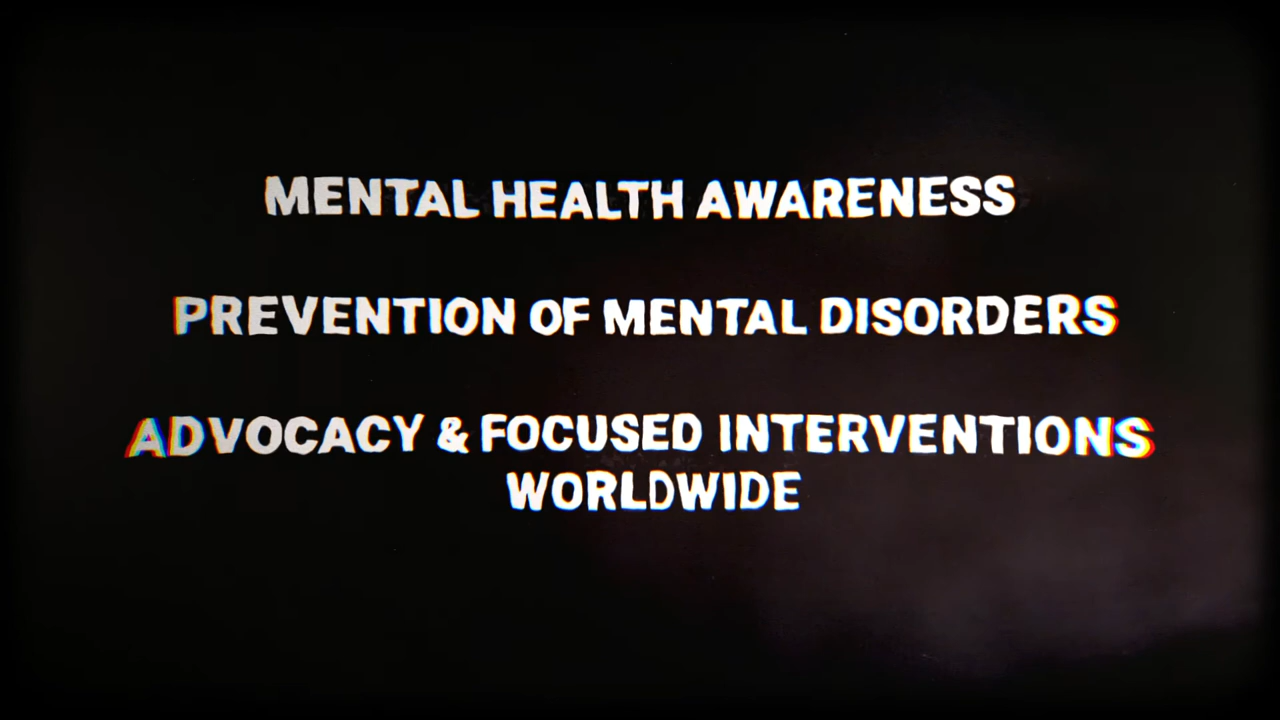 MENTAL HEALTH AWARENESS
PREVENTION OF MENTAL DISORDERS
ADVOCACY & FOCUSED INTERVENTIONS
WORLDWIDE